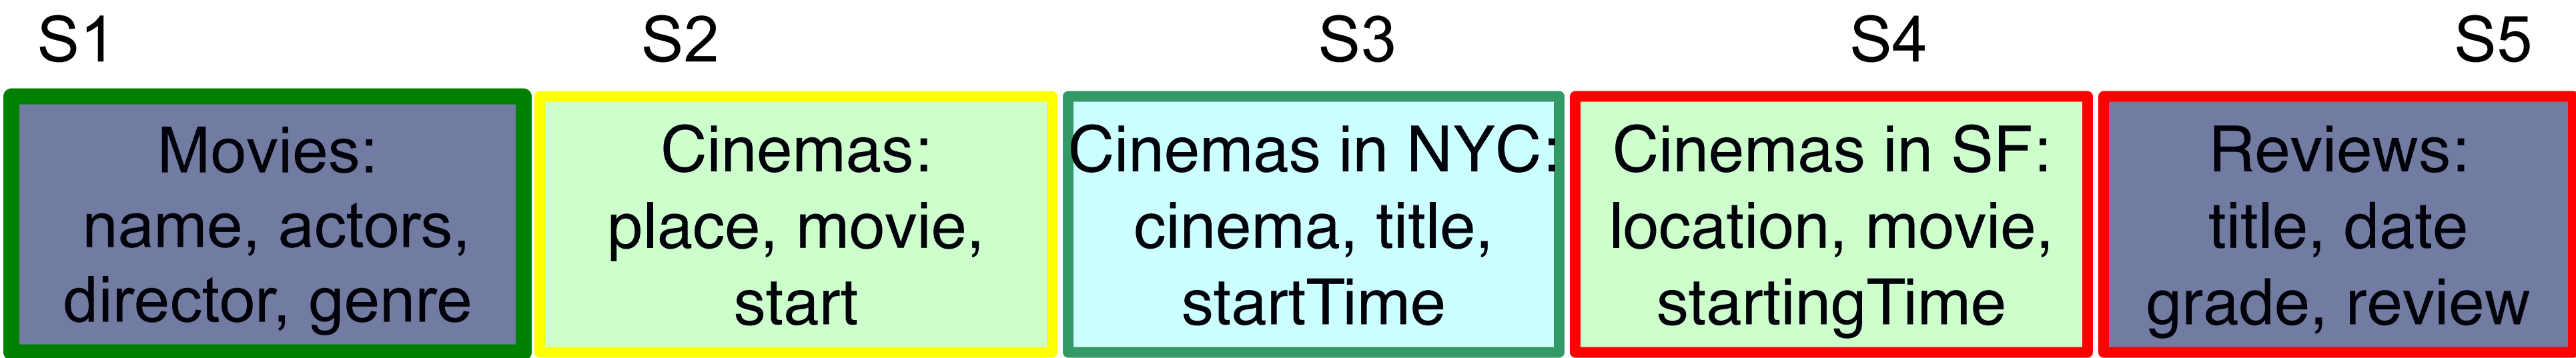 S1
S2
S3
S4
S5
Movies:
name, actors,
director, genre
Cinemas:
place, movie,
start
Cinemas in NYC:
cinema, title,
startTime
Cinemas in SF:
location, movie,
startingTime
Reviews:
title, date
grade, review